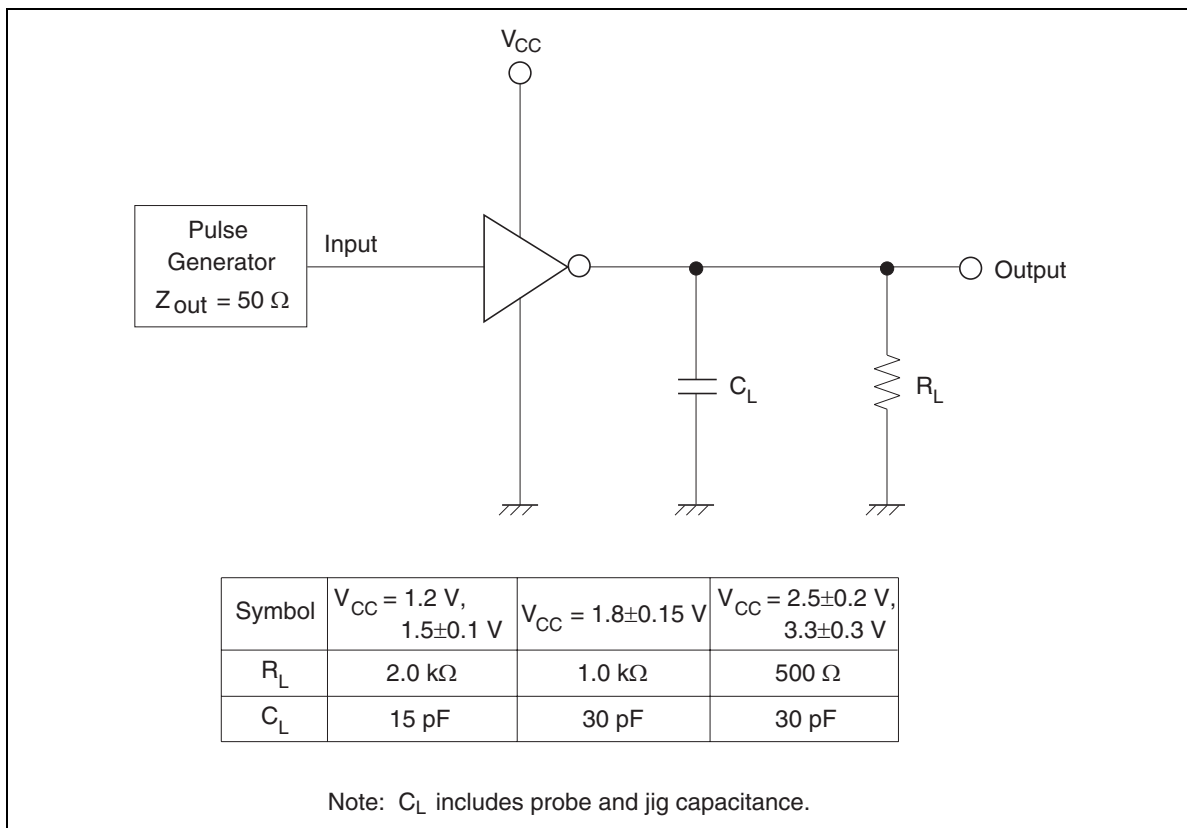 VCC
Pulse
Generator
Zout = 50 Ω
Input
Output
CL
RL
Symbol
VCC = 1.2 V,
1.5±0.1 V
VCC = 1.8±0.15 V
VCC = 2.5±0.2 V,
3.3±0.3 V
RL
2.0 kΩ
1.0 kΩ
500 Ω
CL
15 pF
30 pF
30 pF
Note: CL includes probe and jig capacitance.